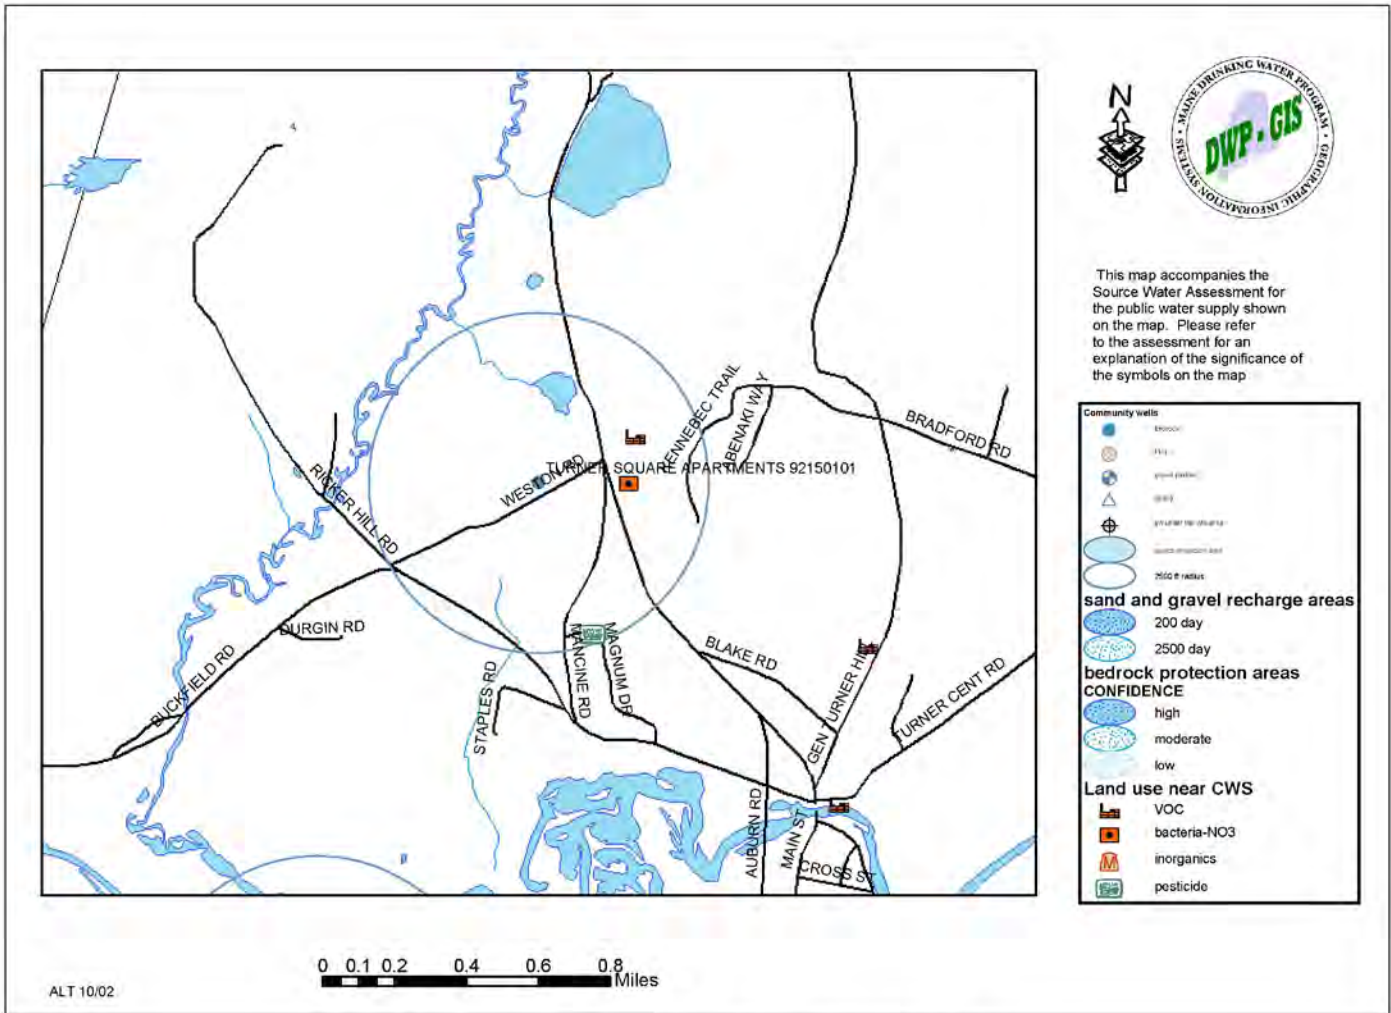 N
MAINE DRINKING WATER PROGRAM • GEOGRAPHIC INFORMATION SYSTEMS •
DWP - GIS
This map accompanies the
Source Water Assessment for
the public water supply shown
on the map. Please refer
to the assessment for an
explanation of the significance of
the symbols on the map
KENNEBEC TRAIL
ABENAKI WAY
BRADFORD RD
TURNER SQUARE APARTMENTS 92150101
WESTON RD
RICKER HILL RD
DURGIN RD
BUCKFIELD RD
STAPLES RD
MANCINE RD
MAGNUM DR
BLAKE RD
GEN TURNER HILL
TURNER CENT RD
AUBURN RD
MAIN ST
CROSS ST
Community wells
2500 ft radius
sand and gravel recharge areas
200 day
2500 day
bedrock protection areas
CONFIDENCE
high
moderate
low
Land use near CWS
VOC
bacteria-NO3
inorganics
pesticide
0 0.1 0.2 0.4 0.6 0.8
Miles
ALT 10/02